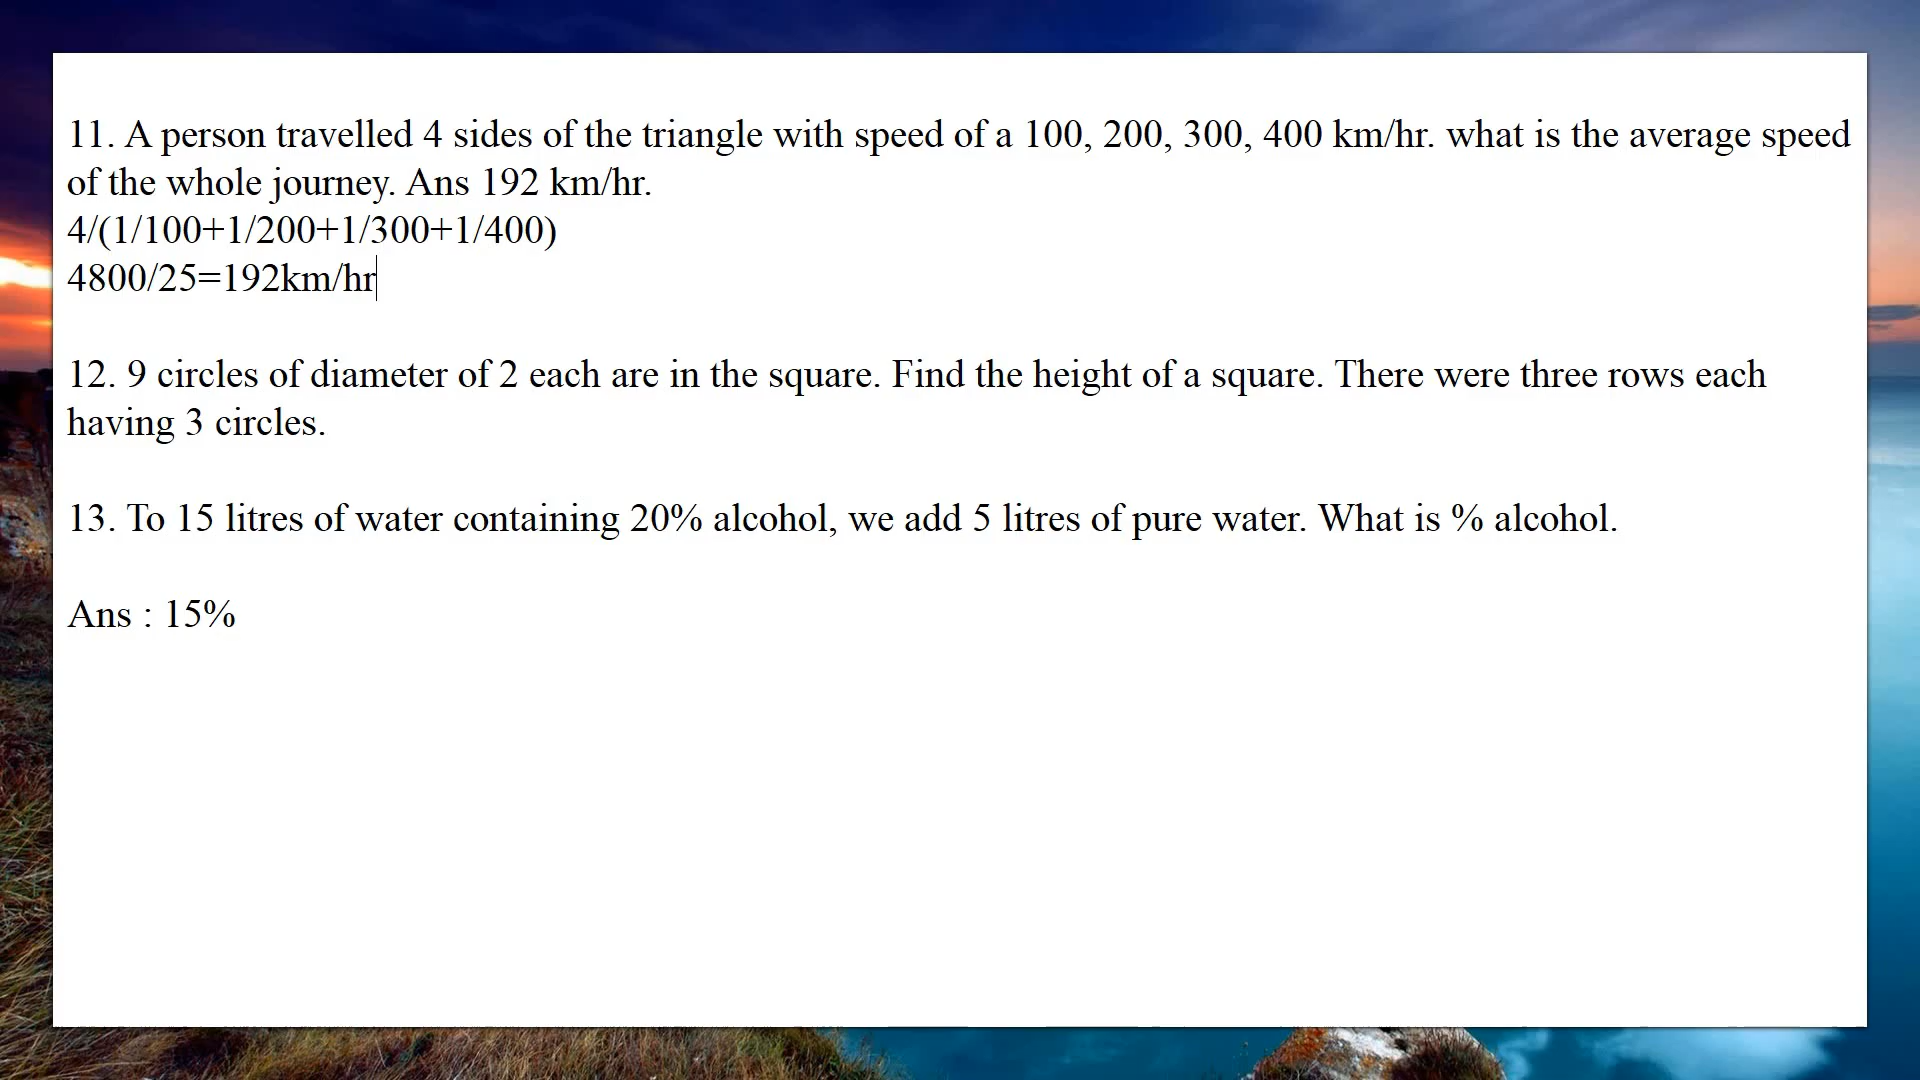 11. A person travelled 4 sides of the triangle with speed of a 100, 200, 300, 400 km/hr. what is the average speed
of the whole journey. Ans 192 km/hr.
4/(1/100+1/200+1/300+1/400)
4800/25=192km/hr
12. 9 circles of diameter of 2 each are in the square. Find the height of a square. There were three rows each
having 3 circles.
13. To 15 litres of water containing 20% alcohol, we add 5 litres of pure water. What is % alcohol.
Ans : 15%